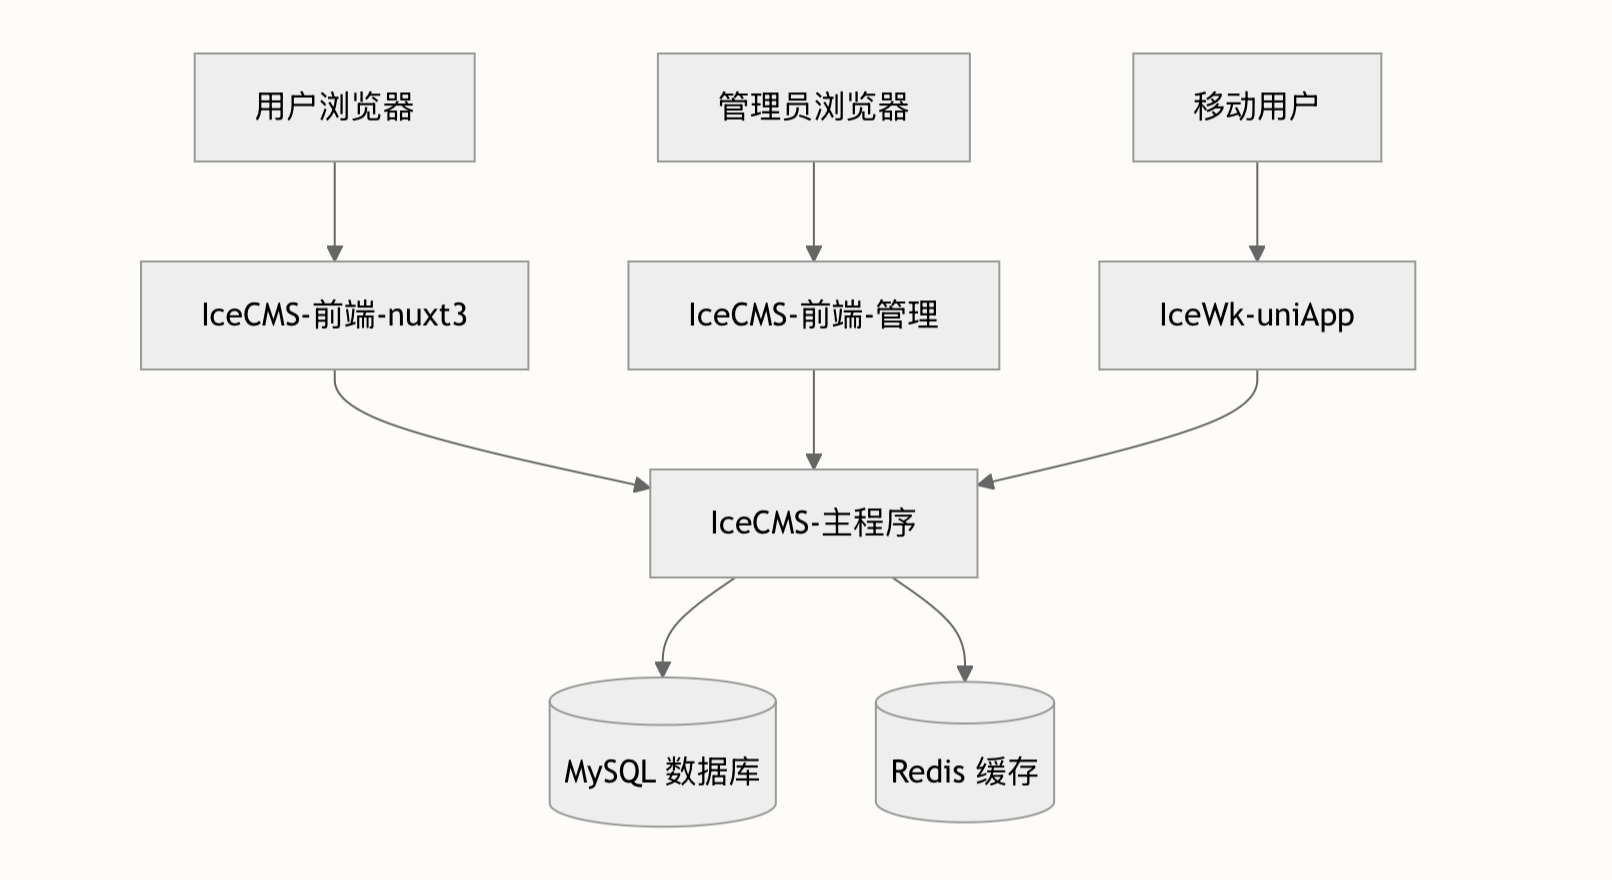 用户浏览器
管理员浏览器
移动用户
IceCMS-前端-nuxt3
IceCMS-前端-管理
IceWk-uniApp
IceCMS-主程序
MySQL 数据库
Redis 缓存